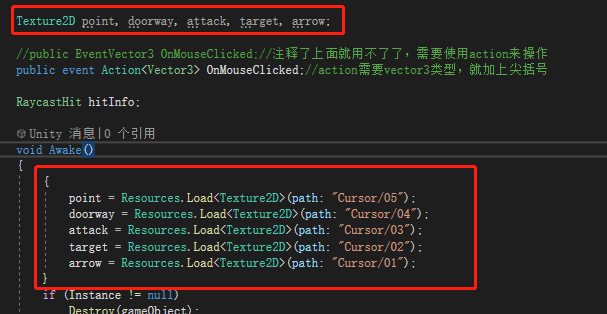 Texture2D point, doorway, attack, target, arrow;
//public EventVector3 OnMouseClicked;//注释了上面就用不了了，需要使用action来操作
public event Action<Vector3> OnMouseClicked;//action需要vector3类型，就加上尖括号
RaycastHit hitInfo;
Unity 消息|0 个引用
void Awake()
{
{
point = Resources.Load<Texture2D>(path: "Cursor/05");
doorway = Resources.Load<Texture2D>(path: "Cursor/04");
attack = Resources.Load<Texture2D>(path: "Cursor/03");
target = Resources.Load<Texture2D>(path: "Cursor/02");
arrow = Resources.Load<Texture2D>(path: "Cursor/01");
}
if (Instance != null)
Destroy(gameObject);